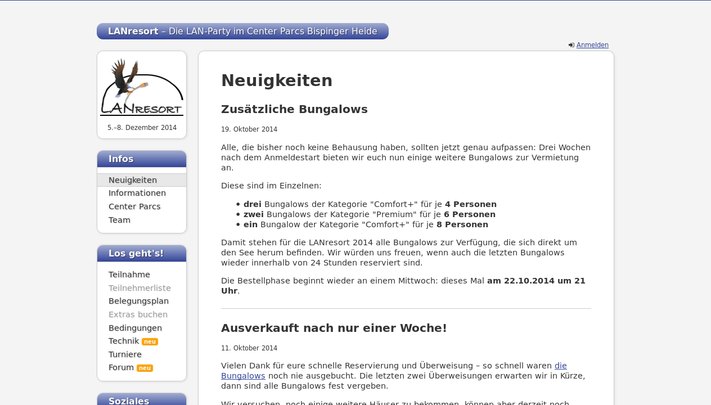 LANresort – Die LAN-Party im Center Parcs Bispinger Heide
Anmelden
LANRESORT
5.–8. Dezember 2014
Infos
Neuigkeiten
Informationen
Center Parcs
Team
Los geht's!
Teilnahme
Teilnehmerliste
Belegungsplan
Extras buchen
Bedingungen
Technik neu
Turniere
Forum neu
Soziales
Neuigkeiten
Zusätzliche Bungalows
19. Oktober 2014
Alle, die bisher noch keine Behausung haben, sollten jetzt genau aufpassen: Drei Wochen
nach dem Anmeldestart bieten wir euch nun einige weitere Bungalows zur Vermietung
an.
Diese sind im Einzelnen:
• drei Bungalows der Kategorie "Comfort+" für je 4 Personen
• zwei Bungalows der Kategorie "Premium" für je 6 Personen
• ein Bungalow der Kategorie "Comfort+" für je 8 Personen
Damit stehen für die LANresort 2014 alle Bungalows zur Verfügung, die sich direkt um
den See herum befinden. Wir würden uns freuen, wenn auch die letzten Bungalows
wieder innerhalb von 24 Stunden reserviert sind.
Die Bestellphase beginnt wieder an einem Mittwoch: dieses Mal am 22.10.2014 um 21
Uhr.
Ausverkauft nach nur einer Woche!
11. Oktober 2014
Vielen Dank für eure schnelle Reservierung und Überweisung – so schnell waren die
Bungalows noch nie ausgebucht. Die letzten zwei Überweisungen erwarten wir in Kürze,
dann sind alle Bungalows fest vergeben.
Wir versuchen, noch einige weitere Häuser zu bekommen, können aber derzeit noch